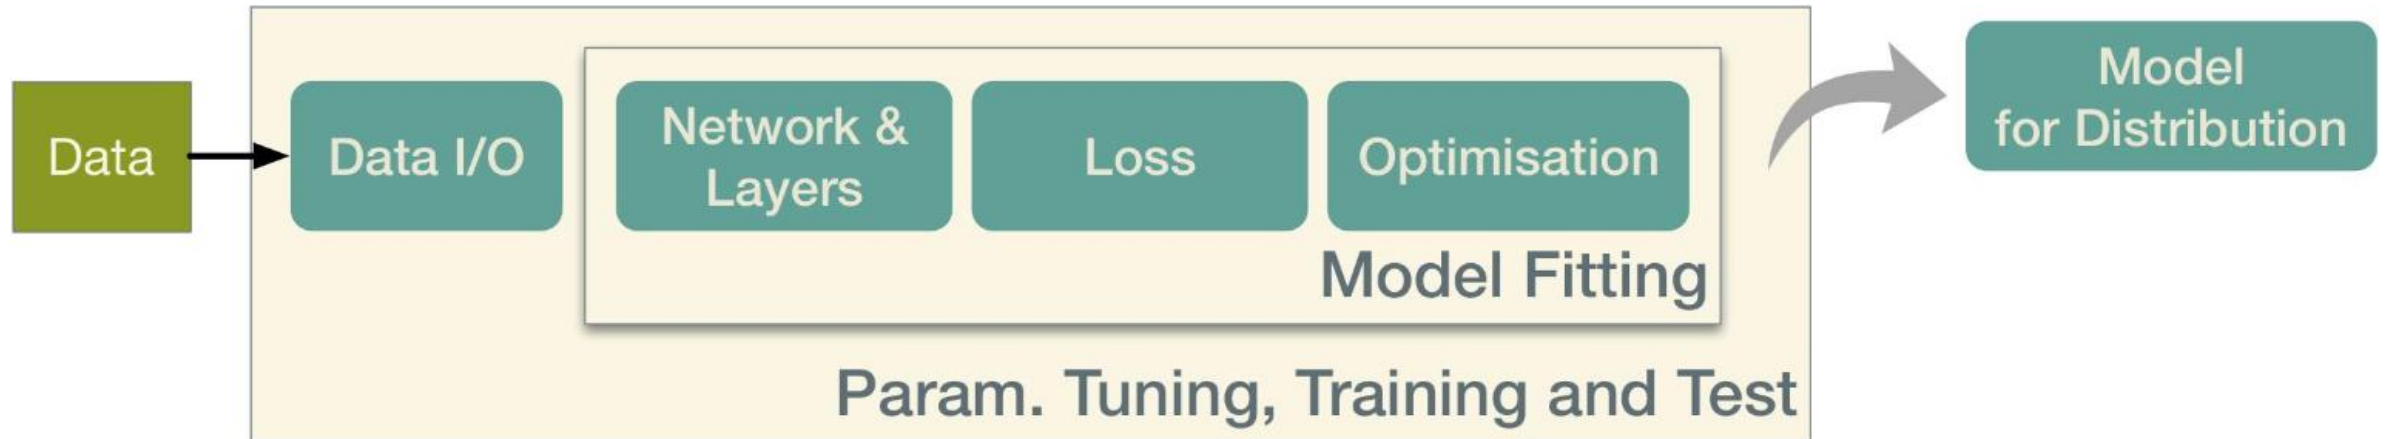 Data
Data I/O
Network &
Layers
Loss
Optimisation
Model Fitting
Param. Tuning, Training and Test
Model
for Distribution